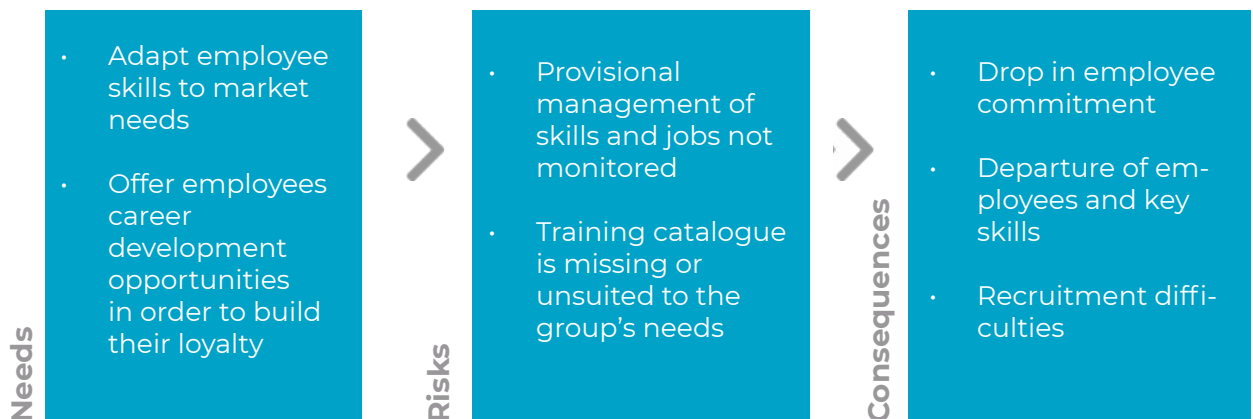 Needs
• Adapt employee
skills to market
needs
• Offer employees
career
development
opportunities
in order to build
their loyalty
Risks
• Provisional
management of
skills and jobs not
monitored
• Training catalogue
is missing or
unsuited to the
group's needs
Consequences
• Drop in employee
commitment
• Departure of em-
ployees and key
skills
• Recruitment diffi-
culties